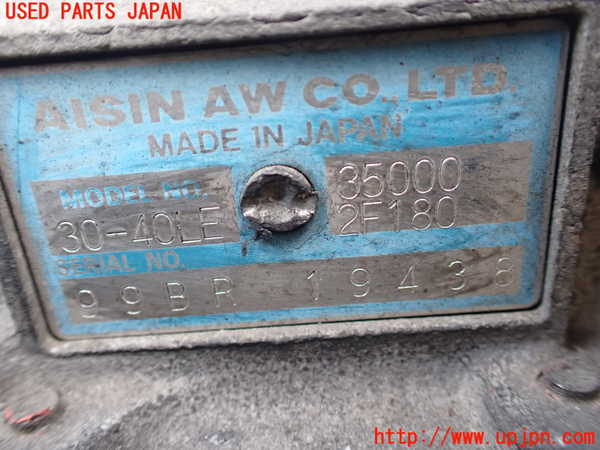 USED PARTS JAPAN
AISIN AW CO., LTD.
MADE IN JAPAN
MODEL NO. 35000
30-40LE 2F180
SERIAL NO.
99BR 19438
http://www.upjpn.com/